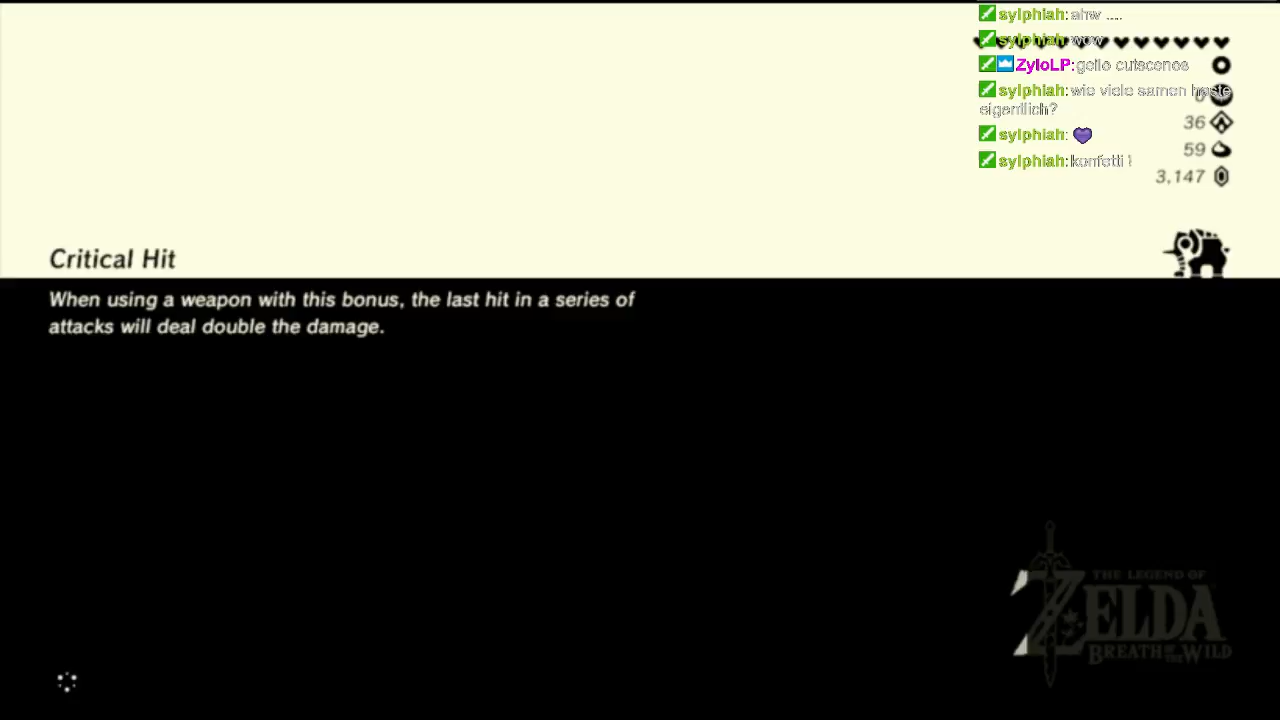 sylphiah: ahw ....
sylphiah: wow
ZyloLP: geile cutscenes
sylphiah: wie viele samen haste
eigentlich?
0
36
sylphiah:
59
sylphiah: konfetti !
3,147
Critical Hit
When using a weapon with this bonus, the last hit in a series of
attacks will deal double the damage.
THE LEGEND OF
ZELDA
BREATH OF THE WILD